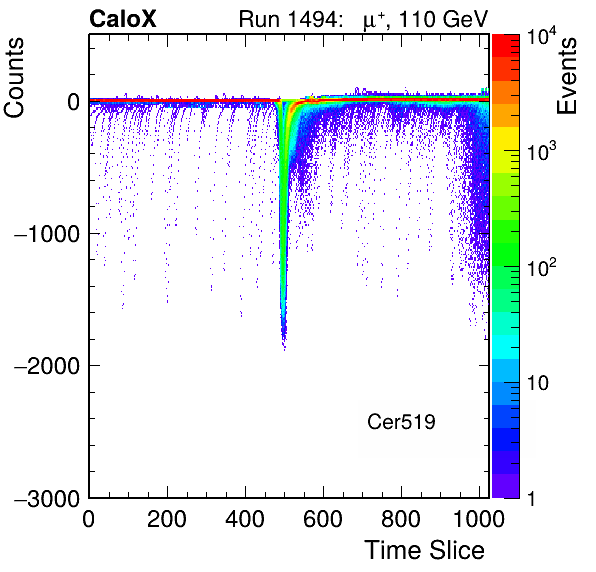 CaloX Run 1494: μ⁺, 110 GeV
Counts
Events
0
−1000
−2000
−3000
0 200 400 600 800 1000
Time Slice
Cer519
10⁴
10³
10²
10
1